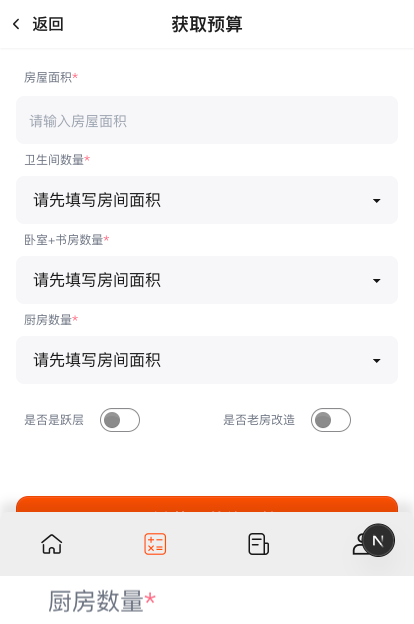 返回
获取预算
房屋面积*
请输入房屋面积
卫生间数量*
请先填写房间面积
卧室+书房数量*
请先填写房间面积
厨房数量*
请先填写房间面积
是否是跃层
是否老房改造
N
厨房数量*